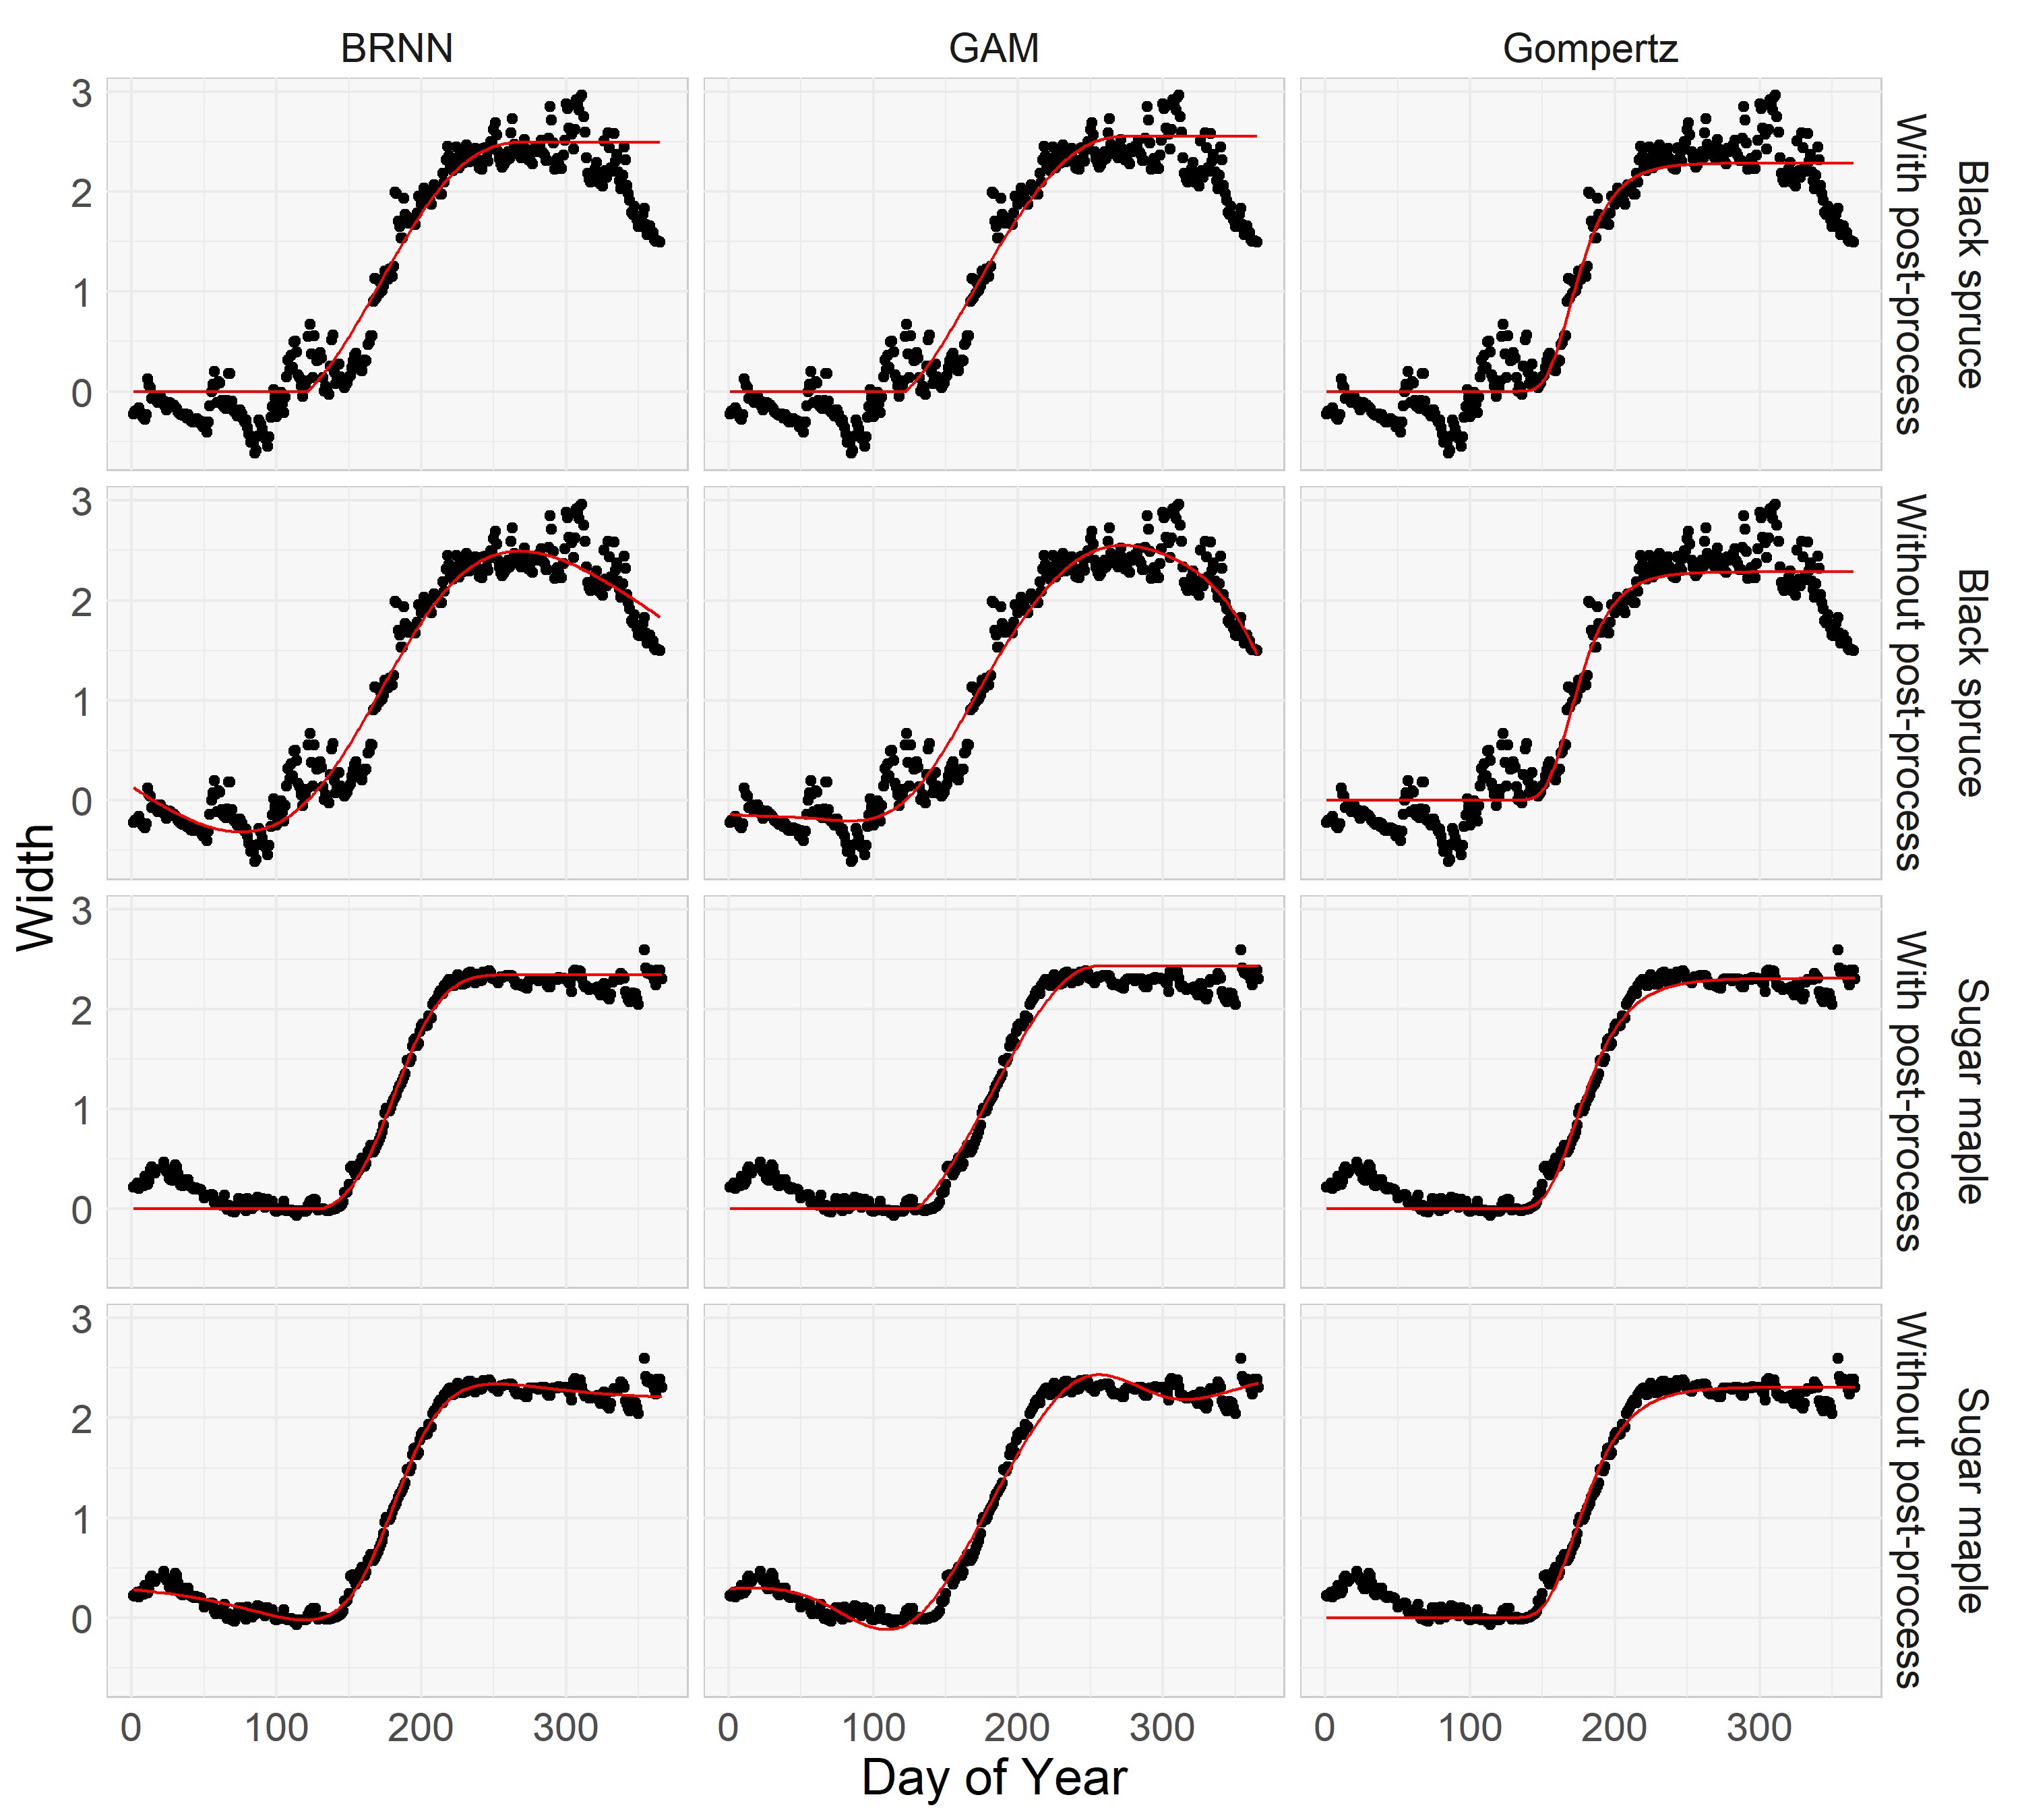 BRNN GAM Gompertz
3
2
1
0
With post-process
Black spruce
3
2
1
0
Without post-process
Black spruce
3
2
1
0
With post-process
Sugar maple
3
2
1
0
Without post-process
Sugar maple
Width
0 100 200 300 0 100 200 300 0 100 200 300
Day of Year